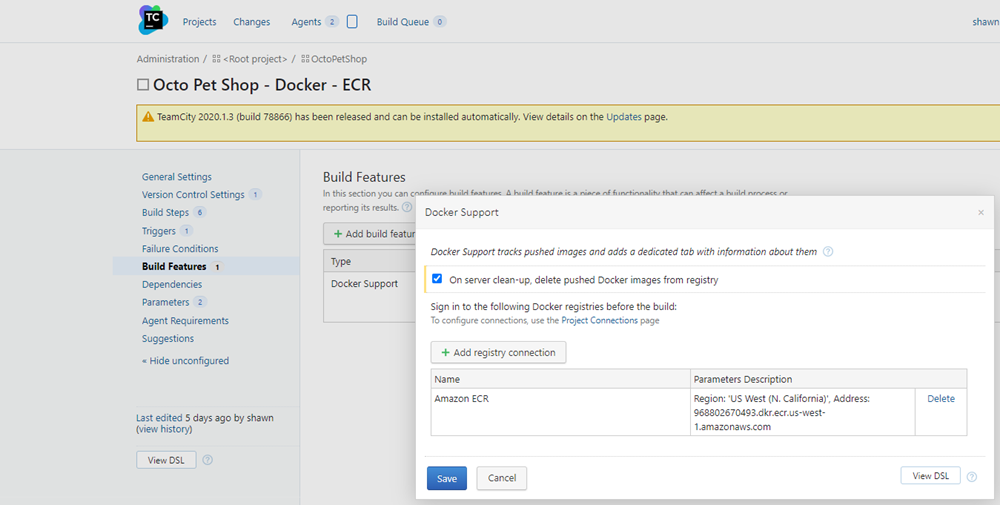 TC
Projects Changes Agents 2 Build Queue 0 shawn
Administration / <Root project> / OctoPetShop
Octo Pet Shop - Docker - ECR
TeamCity 2020.1.3 (build 78866) has been released and can be installed automatically. View details on the Updates page.
General Settings
Version Control Settings 1
Build Steps 6
Triggers 1
Failure Conditions
Build Features 1
Dependencies
Parameters 2
Agent Requirements
Suggestions
« Hide unconfigured
Last edited 5 days ago by shawn
(view history)
View DSL ?
Build Features
In this section you can configure build features. A build feature is a piece of functionality that can affect a build process or
reporting its results. ?
+ Add build featur
Type
Docker Support
Docker Support ×
Docker Support tracks pushed images and adds a dedicated tab with information about them ?
On server clean-up, delete pushed Docker images from registry
Sign in to the following Docker registries before the build:
To configure connections, use the Project Connections page
+ Add registry connection
Name Parameters Description
Amazon ECR Region: 'US West (N. California)', Address: Delete
968802670493.dkr.ecr.us-west-
1.amazonaws.com
Save Cancel View DSL ?